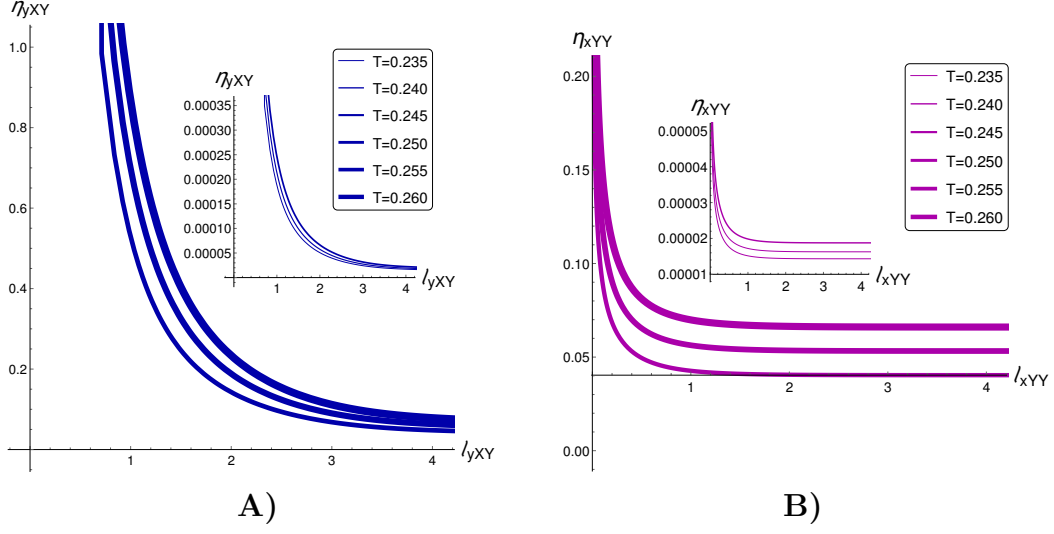 η_yXY
1.0
0.8
0.6
0.4
0.2
1
2
3
4
l_yXY
η_yXY
0.00035
0.00030
0.00025
0.00020
0.00015
0.00010
0.00005
1
2
3
4
l_yXY
T=0.235
T=0.240
T=0.245
T=0.250
T=0.255
T=0.260
A)
η_xYY
0.20
0.15
0.10
0.05
0.00
1
2
3
4
l_xYY
η_xYY
0.00005
0.00004
0.00003
0.00002
0.00001
1
2
3
4
l_xYY
T=0.235
T=0.240
T=0.245
T=0.250
T=0.255
T=0.260
B)